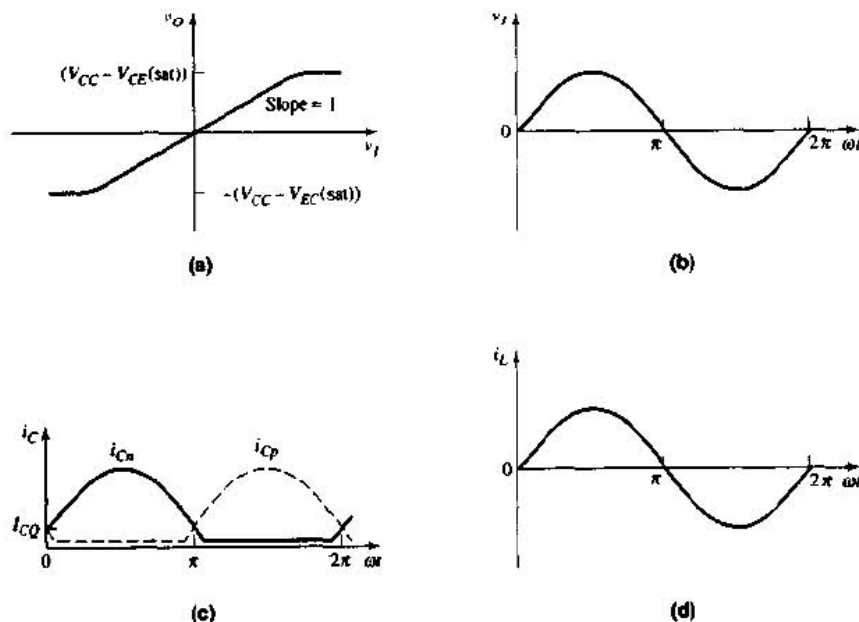 v_O
(V_CC − V_CE(sat))
Slope = 1
v_I
−(V_CC − V_EC(sat))
(a)
v_I
0
π
2π
ωt
(b)
i_C
i_Cn
i_Cp
I_CQ
0
π
2π
ωt
(c)
i_L
0
π
2π
ωt
(d)